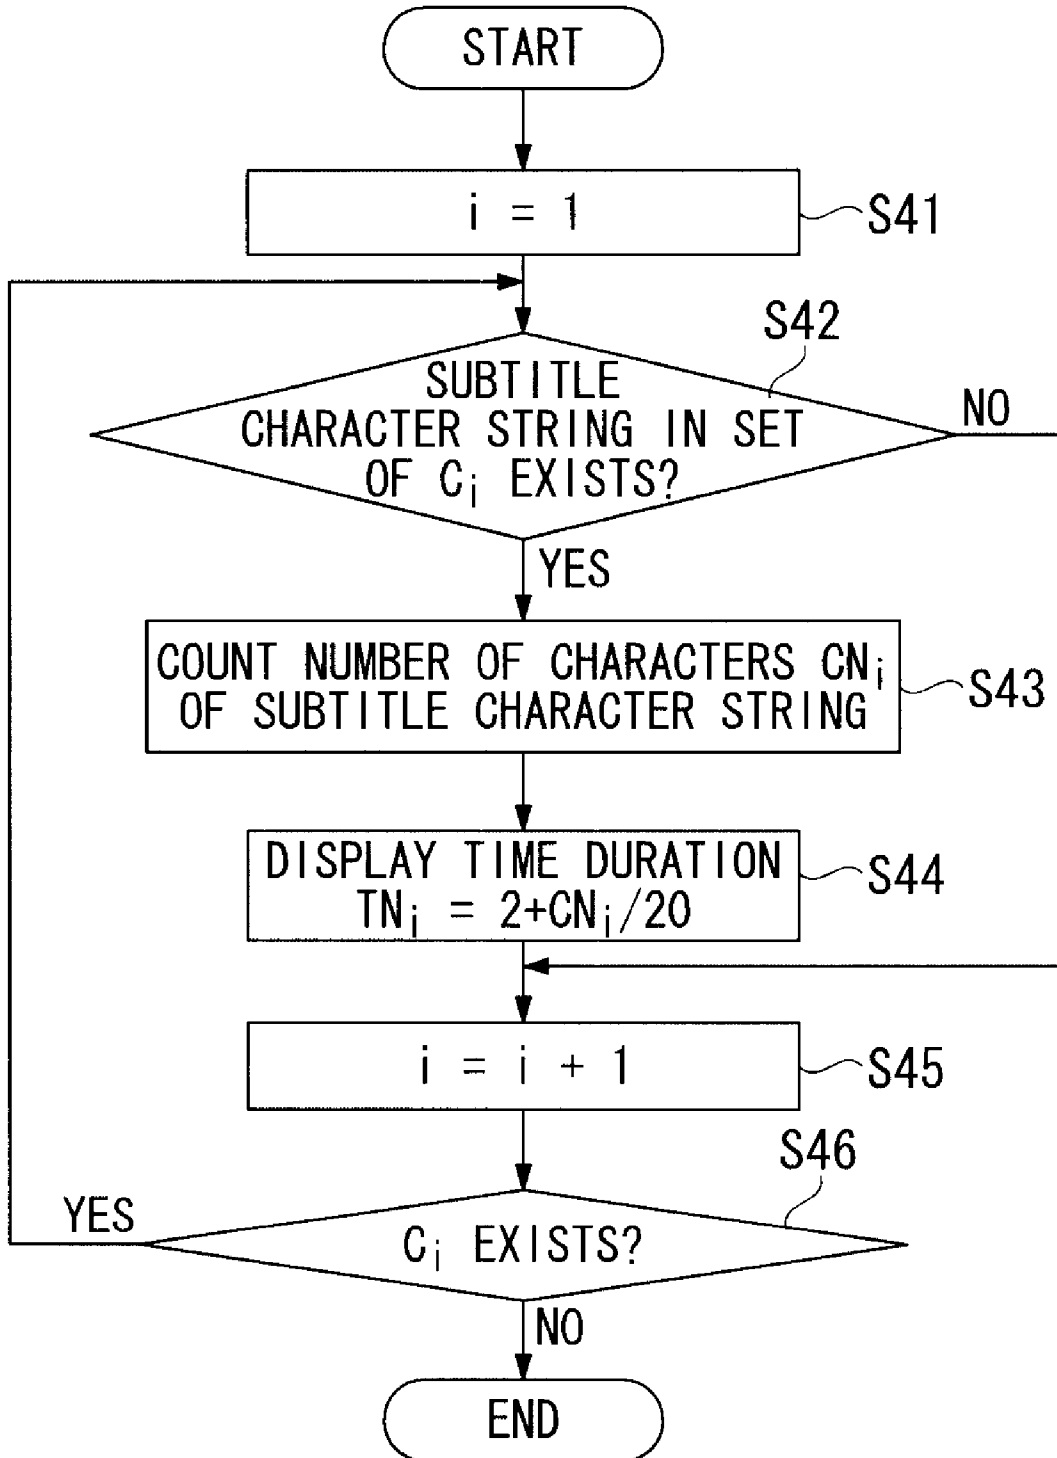 START
i = 1
S41
S42
SUBTITLE
CHARACTER STRING IN SET
OF Ci EXISTS?
NO
YES
COUNT NUMBER OF CHARACTERS CNi
OF SUBTITLE CHARACTER STRING
S43
DISPLAY TIME DURATION
TNi = 2+CNi/20
S44
i = i + 1
S45
S46
YES
Ci EXISTS?
NO
END